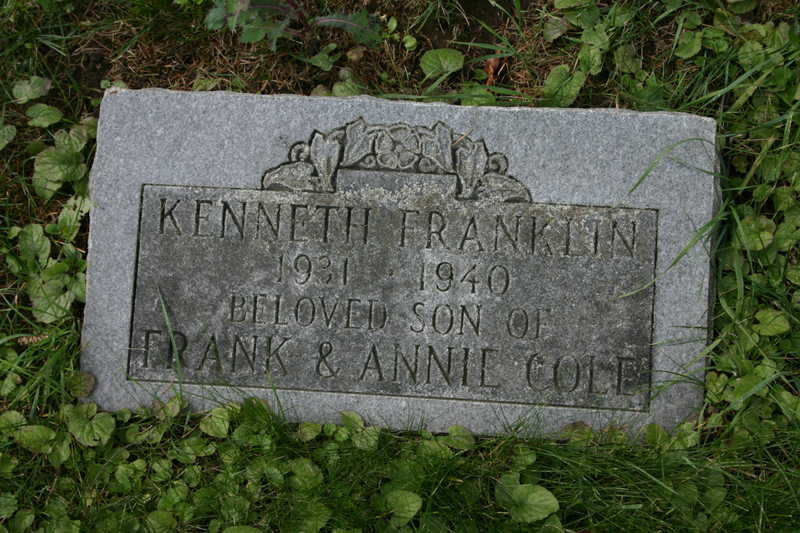 KENNETH FRANKLIN
1931 · 1940
BELOVED SON OF
FRANK & ANNIE COLE